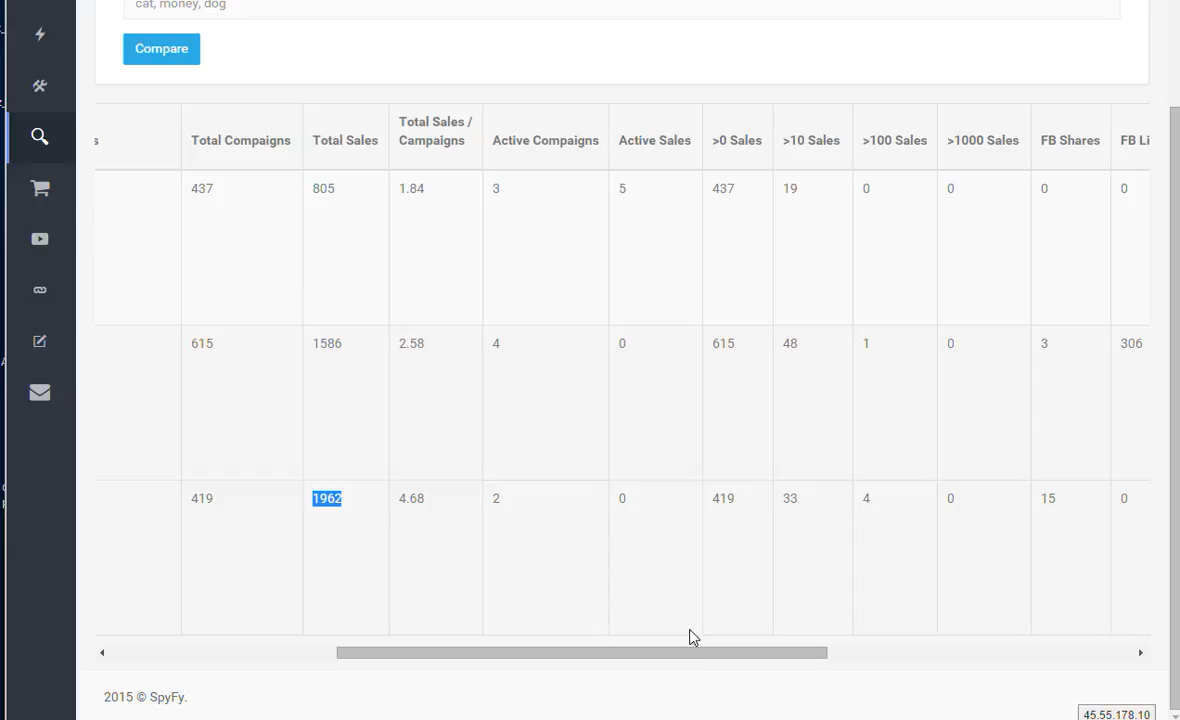 cat, money, dog
Compare
s Total Compaigns Total Sales Total Sales / Campaigns Active Compaigns Active Sales >0 Sales >10 Sales >100 Sales >1000 Sales FB Shares FB Li
437 805 1.84 3 5 437 19 0 0 0 0
615 1586 2.58 4 0 615 48 1 0 3 306
419 1962 4.68 2 0 419 33 4 0 15 0
2015 © SpyFy.
45.55.178.10